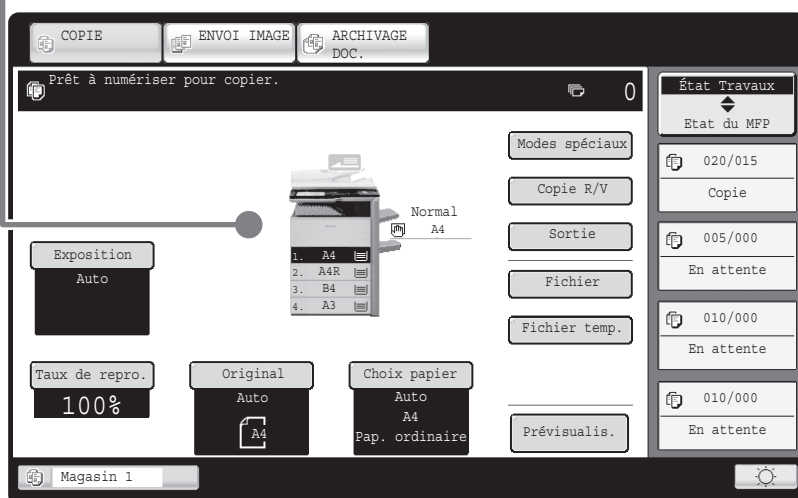 COPIE
ENVOI IMAGE
ARCHIVAGE
DOC.
Prêt à numériser pour copier.
0
État Travaux
Etat du MFP
020/015
Copie
005/000
En attente
010/000
En attente
010/000
En attente
Modes spéciaux
Copie R/V
Sortie
Fichier
Fichier temp.
Prévisualis.
Normal
A4
1. A4
2. A4R
3. B4
4. A3
Exposition
Auto
Taux de repro.
100%
Original
Auto
A4
Choix papier
Auto
A4
Pap. ordinaire
Magasin 1